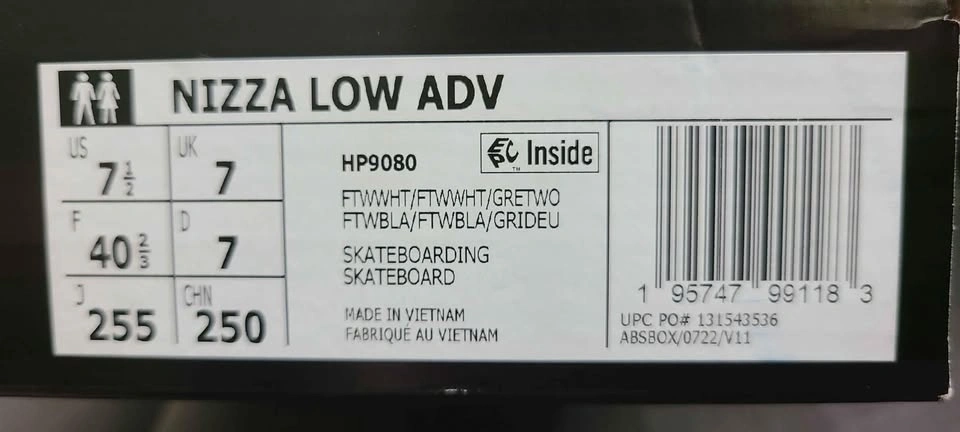 NIZZA LOW ADV
US 7 1/2
UK 7
F 40 2/3
D 7
J 255
CHN 250
HP9080
EPC Inside
TM
FTWWHT/FTWWHT/GRETWO
FTWBLA/FTWBLA/GRIDEU
SKATEBOARDING
SKATEBOARD
MADE IN VIETNAM
FABRIQUÉ AU VIETNAM
1 95747 99118 3
UPC PO# 131543536
ABSBOX/0722/V11